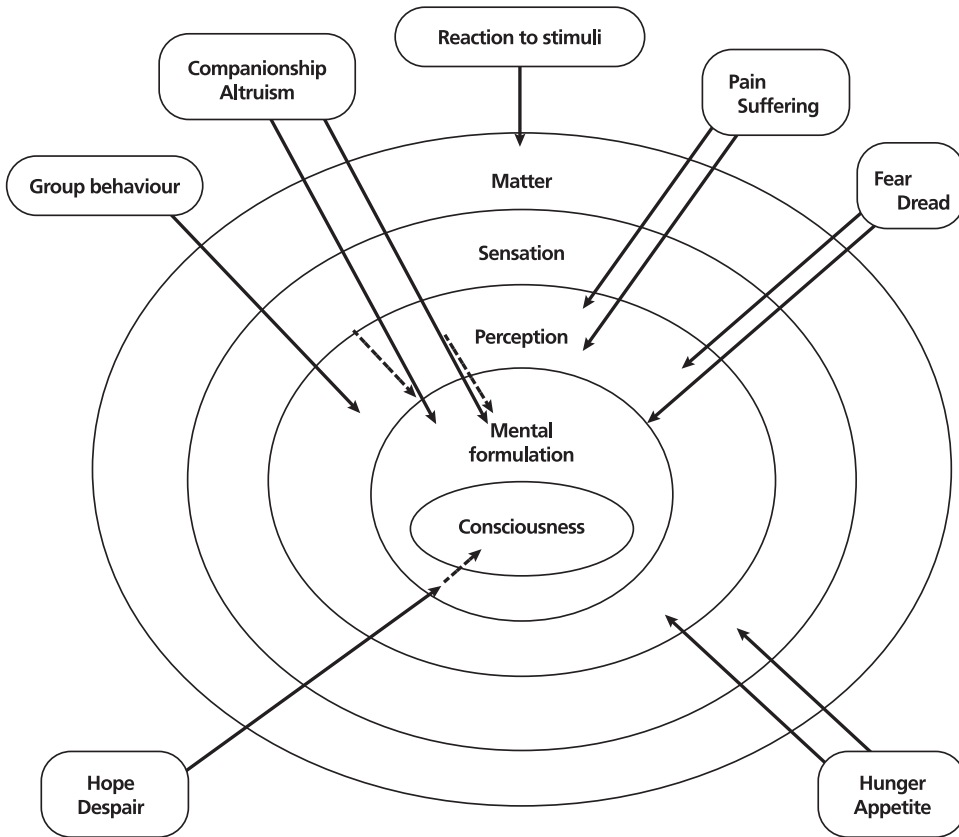 Reaction to stimuli
Companionship
Altruism
Pain
Suffering
Group behaviour
Fear
Dread
Matter
Sensation
Perception
Mental
formulation
Consciousness
Hope
Despair
Hunger
Appetite